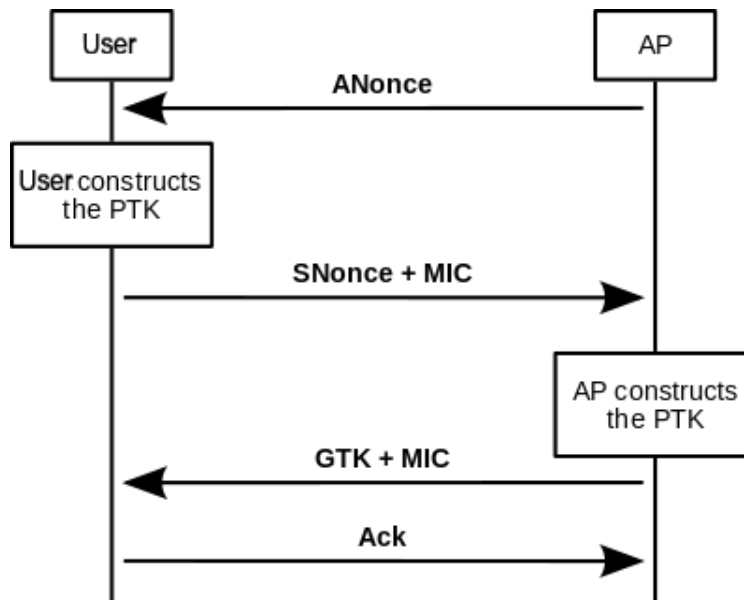 User
AP
ANonce
User constructs
the PTK
SNonce + MIC
AP constructs
the PTK
GTK + MIC
Ack